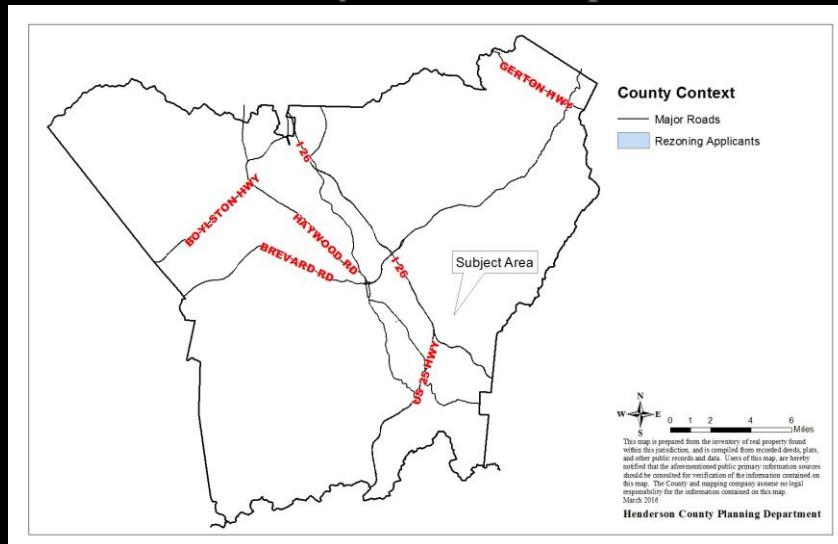 GERTON HWY
County Context
Major Roads
Rezoning Applicants
I-26
BOYLSTON HWY
HAYWOOD RD
BREVARD RD
I-26
Subject Area
US 25 HWY
N
W E
S
0 1 2 4 6
Miles
This map is prepared from the inventory of real property found
within this jurisdiction, and is compiled from recorded deeds, plats,
and other public records and data. Users of this map, are hereby
notified that the aforementioned public primary information sources
should be consulted for verification of the information contained on
this map. The County and mapping company assume no legal
responsibility for the information contained on this map.
March 2016
Henderson County Planning Department